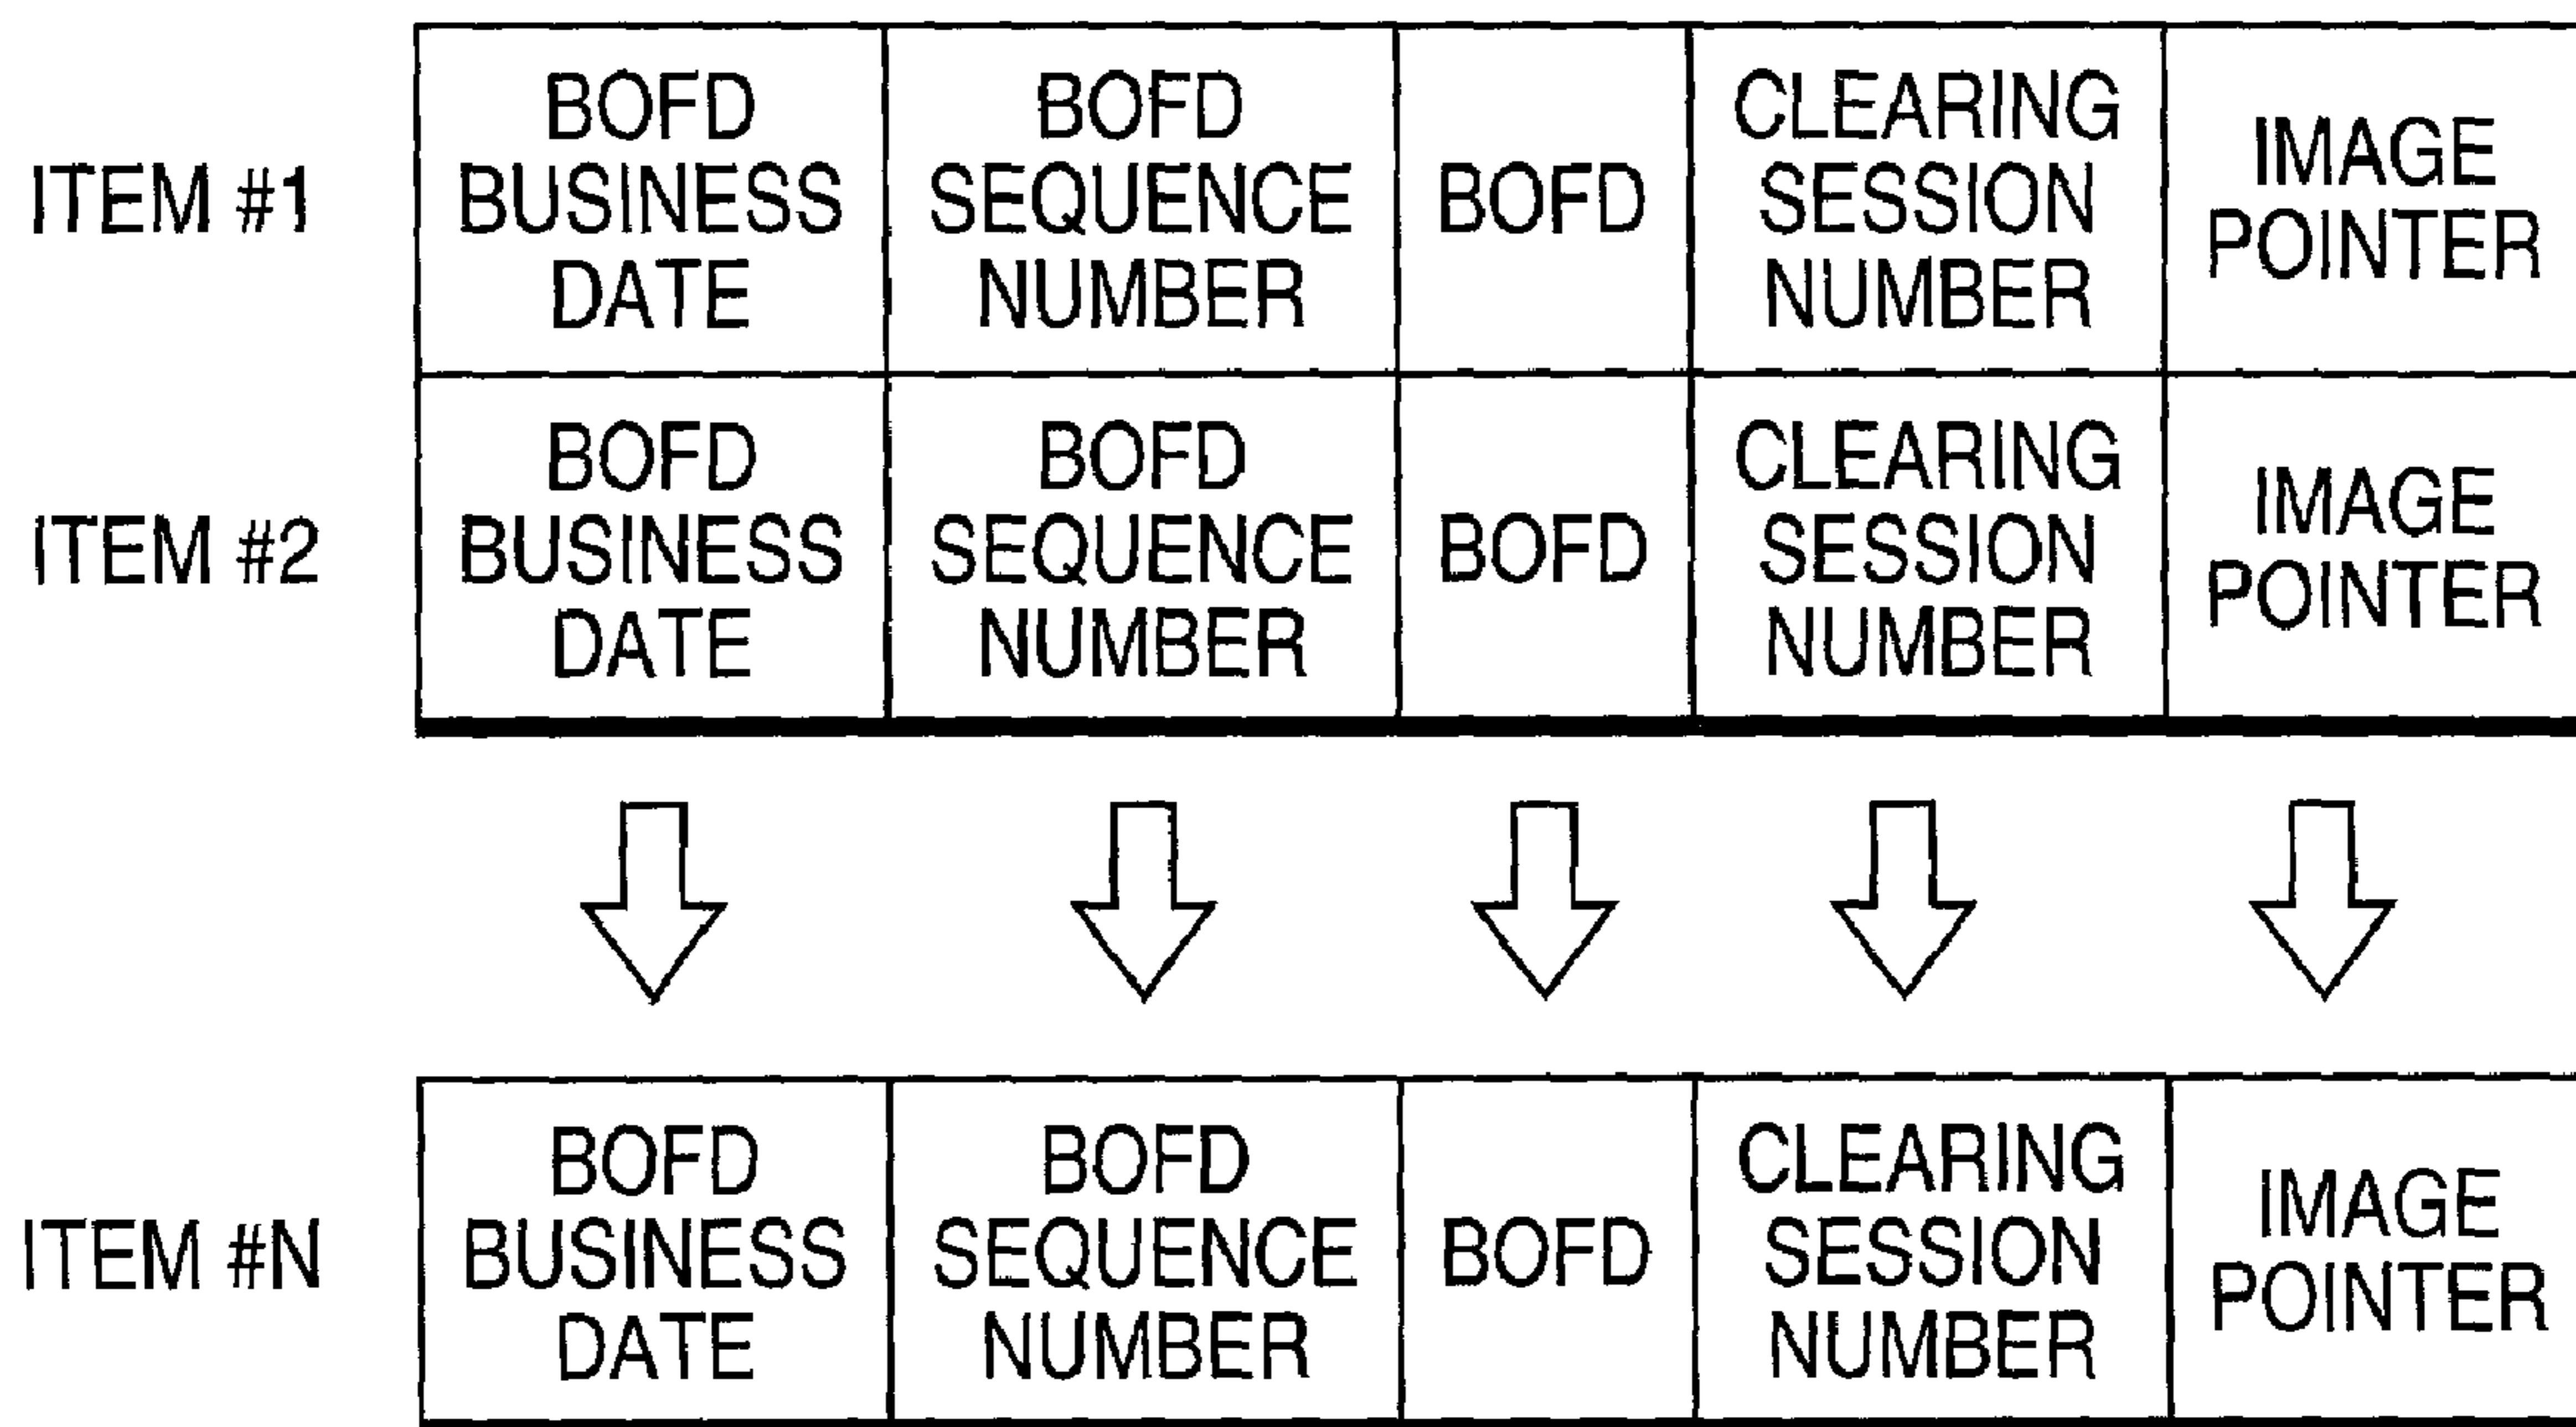 ITEM #1
BOFD
BUSINESS
DATE
BOFD
SEQUENCE
NUMBER
BOFD
CLEARING
SESSION
NUMBER
IMAGE
POINTER
ITEM #2
BOFD
BUSINESS
DATE
BOFD
SEQUENCE
NUMBER
BOFD
CLEARING
SESSION
NUMBER
IMAGE
POINTER
ITEM #N
BOFD
BUSINESS
DATE
BOFD
SEQUENCE
NUMBER
BOFD
CLEARING
SESSION
NUMBER
IMAGE
POINTER